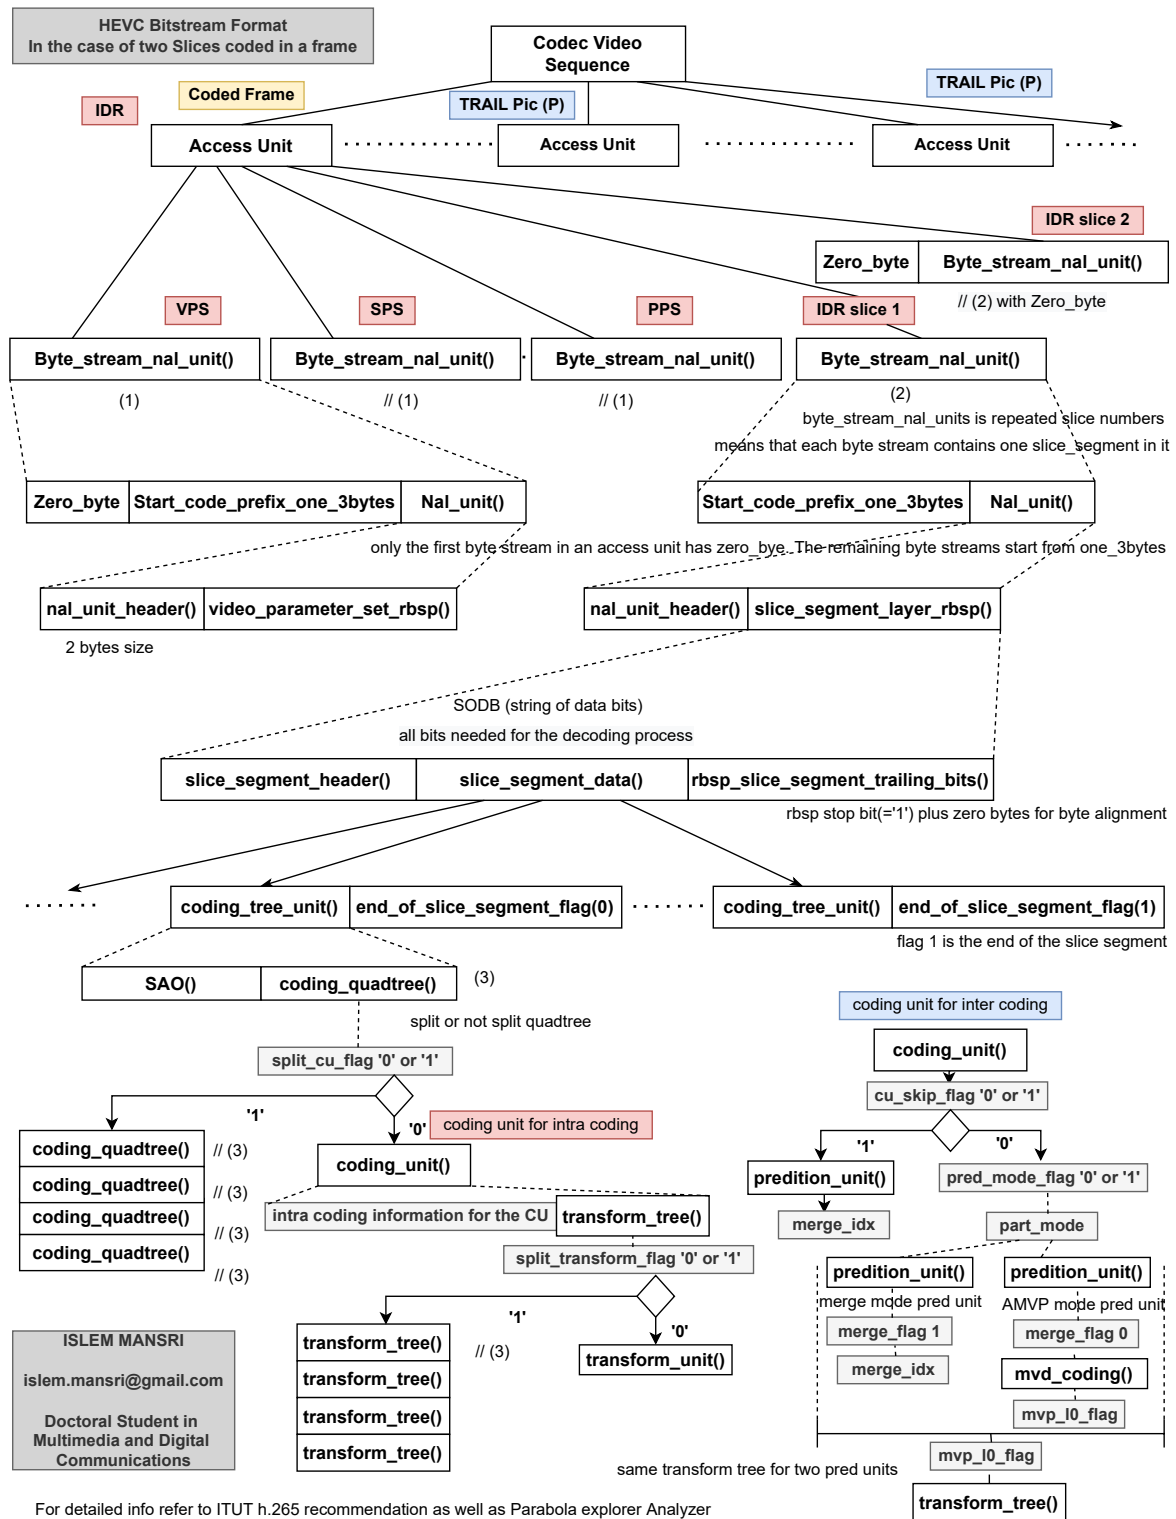 HEVC Bitstream Format
In the case of two Slices coded in a frame
Codec Video
Sequence
IDR
Coded Frame
TRAIL Pic (P)
TRAIL Pic (P)
Access Unit
Access Unit
Access Unit
IDR slice 2
Zero_byte
Byte_stream_nal_unit()
// (2) with Zero_byte
VPS
SPS
PPS
IDR slice 1
Byte_stream_nal_unit()
Byte_stream_nal_unit()
Byte_stream_nal_unit()
Byte_stream_nal_unit()
(1)
// (1)
// (1)
(2)
byte_stream_nal_units is repeated slice numbers
means that each byte stream contains one slice_segment in it
Zero_byte
Start_code_prefix_one_3bytes
Nal_unit()
Start_code_prefix_one_3bytes
Nal_unit()
only the first byte stream in an access unit has zero_bye. The remaining byte streams start from one_3bytes
nal_unit_header()
video_parameter_set_rbsp()
nal_unit_header()
slice_segment_layer_rbsp()
2 bytes size
SODB (string of data bits)
all bits needed for the decoding process
slice_segment_header()
slice_segment_data()
rbsp_slice_segment_trailing_bits()
rbsp stop bit(='1') plus zero bytes for byte alignment
coding_tree_unit()
end_of_slice_segment_flag(0)
coding_tree_unit()
end_of_slice_segment_flag(1)
flag 1 is the end of the slice segment
SAO()
coding_quadtree()
(3)
split or not split quadtree
split_cu_flag '0' or '1'
'1'
'0'
coding unit for intra coding
coding_quadtree()
// (3)
coding_quadtree()
// (3)
coding_quadtree()
// (3)
coding_quadtree()
// (3)
coding_unit()
intra coding information for the CU
transform_tree()
split_transform_flag '0' or '1'
'1'
'0'
transform_tree()
transform_tree()
transform_tree()
transform_tree()
// (3)
transform_unit()
coding unit for inter coding
coding_unit()
cu_skip_flag '0' or '1'
'1'
'0'
predition_unit()
merge_idx
pred_mode_flag '0' or '1'
part_mode
predition_unit()
predition_unit()
merge mode pred unit
AMVP mode pred unit
merge_flag 1
merge_flag 0
merge_idx
mvd_coding()
mvp_l0_flag
mvp_l0_flag
same transform tree for two pred units
transform_tree()
ISLEM MANSRI
islem.mansri@gmail.com
Doctoral Student in
Multimedia and Digital
Communications
For detailed info refer to ITUT h.265 recommendation as well as Parabola explorer Analyzer